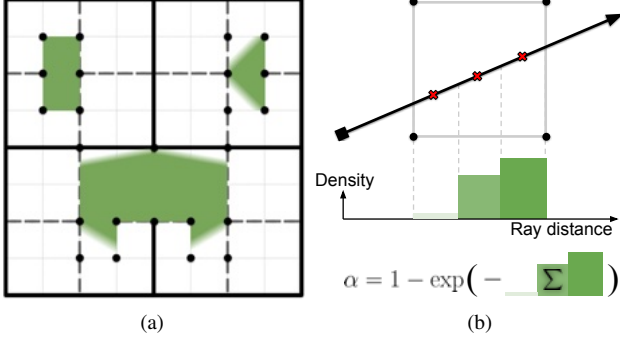 Density
Ray distance
α = 1 − exp(− Σ )
(a)
(b)